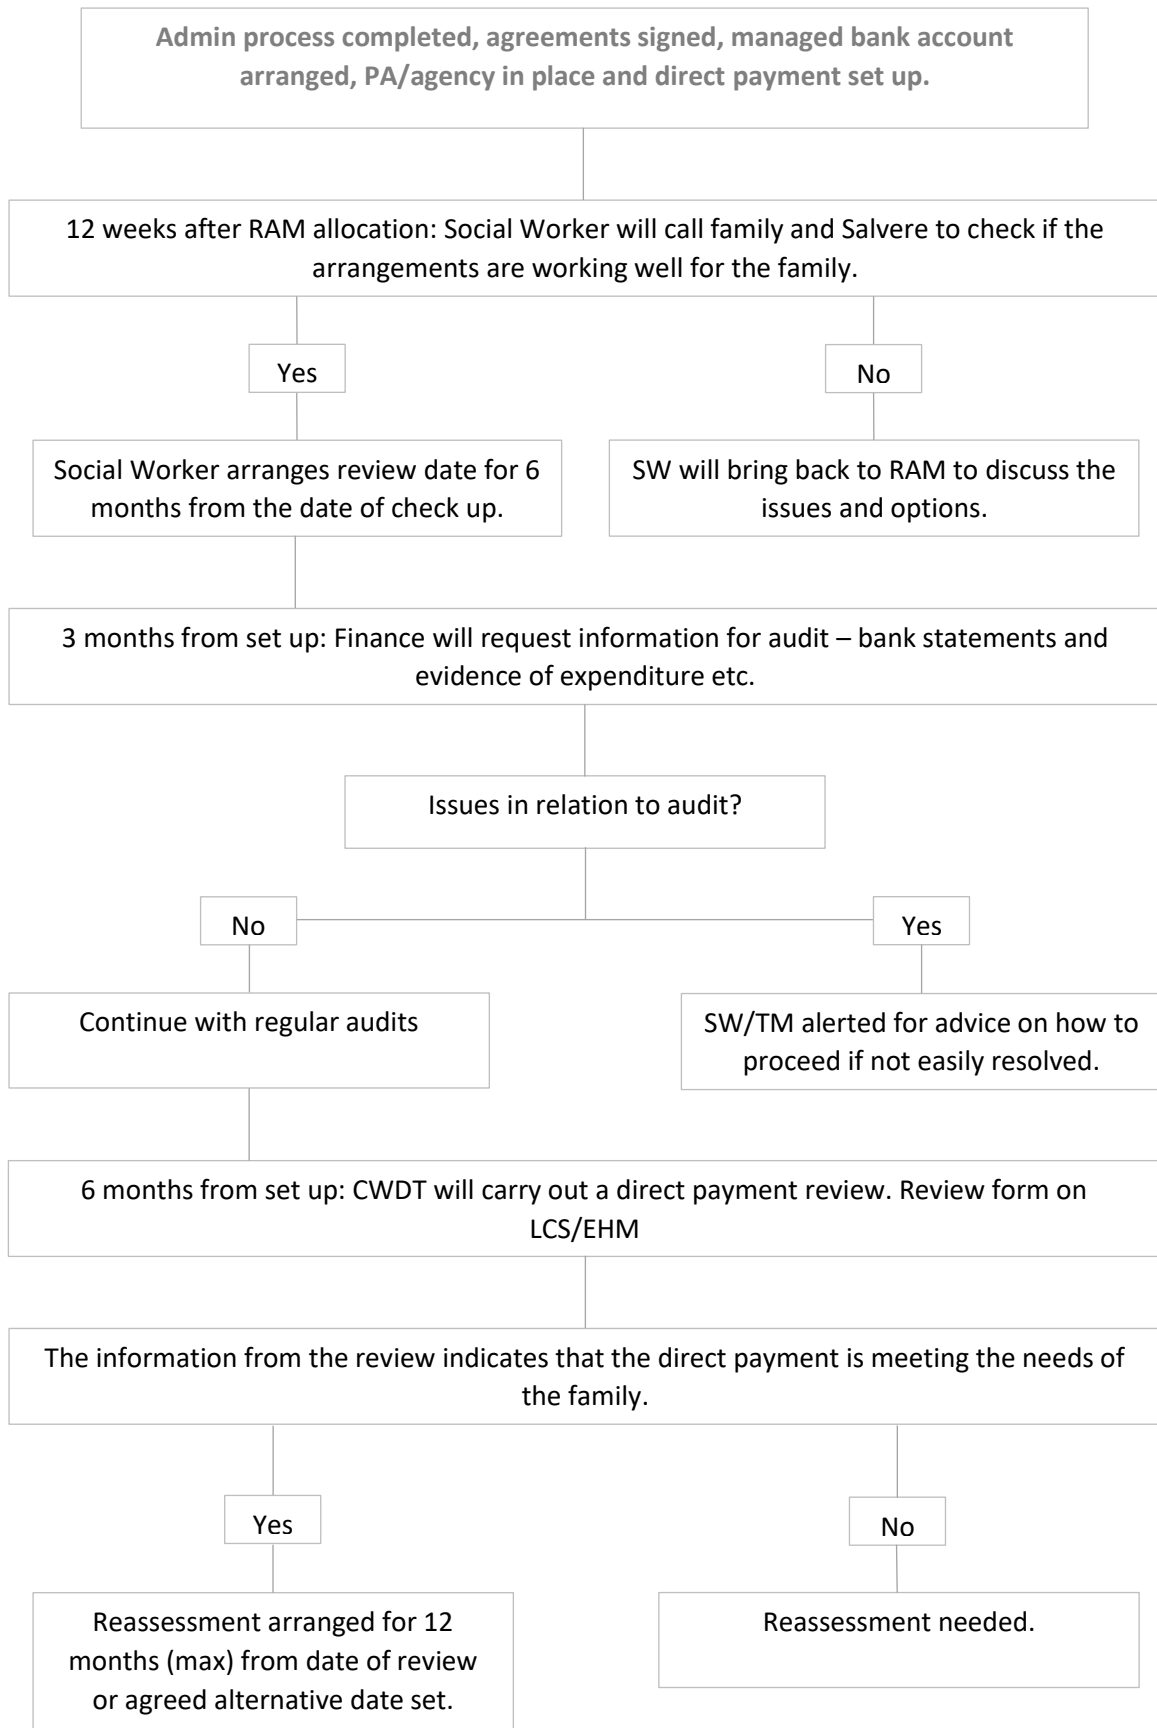 Admin process completed, agreements signed, managed bank account
arranged, PA/agency in place and direct payment set up.
12 weeks after RAM allocation: Social Worker will call family and Salvere to check if the
arrangements are working well for the family.
Yes
No
Social Worker arranges review date for 6
months from the date of check up.
SW will bring back to RAM to discuss the
issues and options.
3 months from set up: Finance will request information for audit – bank statements and
evidence of expenditure etc.
Issues in relation to audit?
No
Yes
Continue with regular audits
SW/TM alerted for advice on how to
proceed if not easily resolved.
6 months from set up: CWDT will carry out a direct payment review. Review form on
LCS/EHM
The information from the review indicates that the direct payment is meeting the needs of
the family.
Yes
No
Reassessment arranged for 12
months (max) from date of review
or agreed alternative date set.
Reassessment needed.